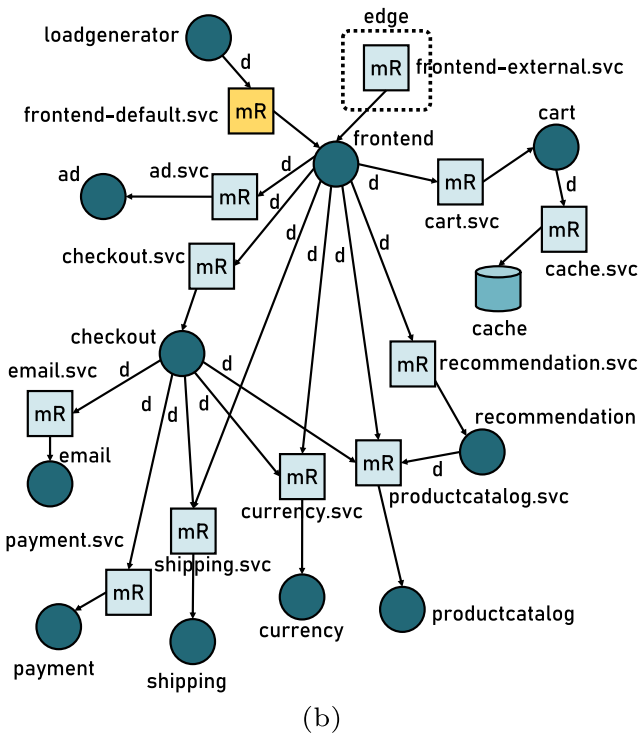 edge
loadgenerator
d
mR
frontend-external.svc
frontend-default.svc
mR
frontend
cart
ad
ad.svc
mR
d
d
d
mR
cart.svc
d
mR
cache.svc
cache
checkout.svc
mR
d
d
d
d
checkout
email.svc
mR
d
d
d
d
d
mR
recommendation.svc
recommendation
email
mR
d
productcatalog.svc
mR
currency.svc
payment.svc
mR
shipping.svc
mR
payment
shipping
currency
productcatalog
(b)